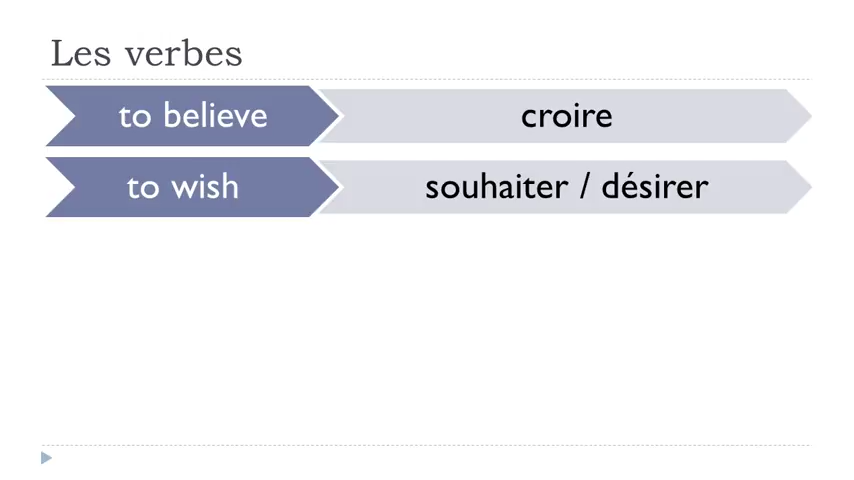 Les verbes
to believe croire
to wish souhaiter / désirer